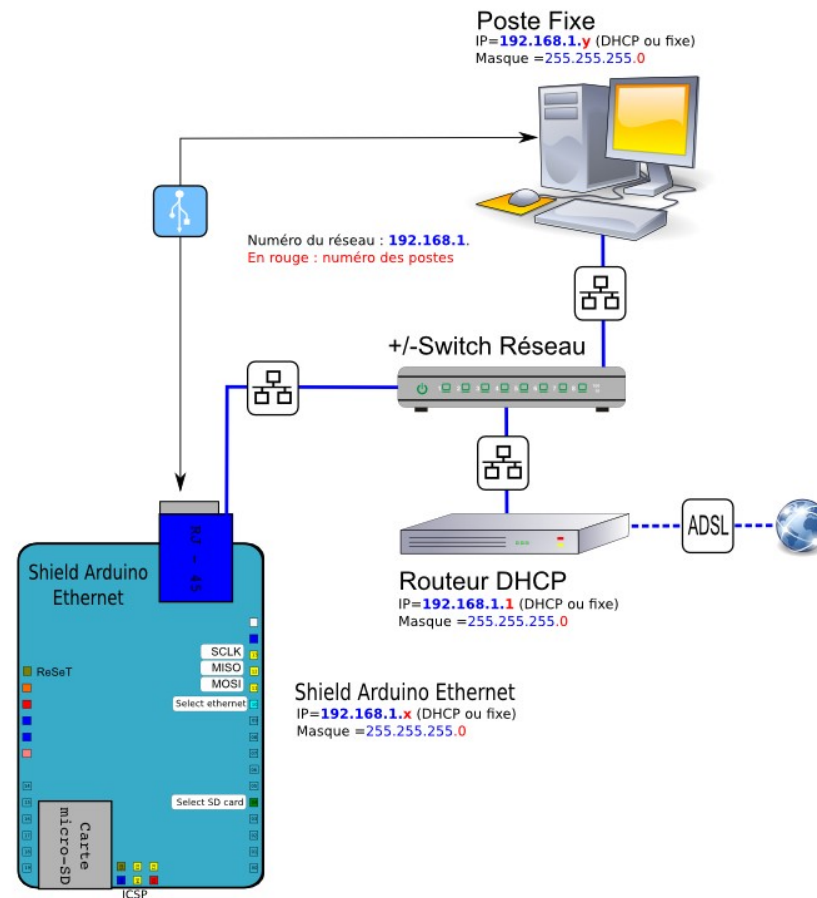 Poste Fixe
IP=192.168.1.y (DHCP ou fixe)
Masque =255.255.255.0
Numéro du réseau : 192.168.1.
En rouge : numéro des postes
+/-Switch Réseau
RJ - 45
ADSL
Routeur DHCP
IP=192.168.1.1 (DHCP ou fixe)
Masque =255.255.255.0
Shield Arduino
Ethernet
SCLK
MISO
MOSI
ReSeT
Select ethernet
Shield Arduino Ethernet
IP=192.168.1.x (DHCP ou fixe)
Masque =255.255.255.0
Select SD card
Carte
micro-SD
ICSP